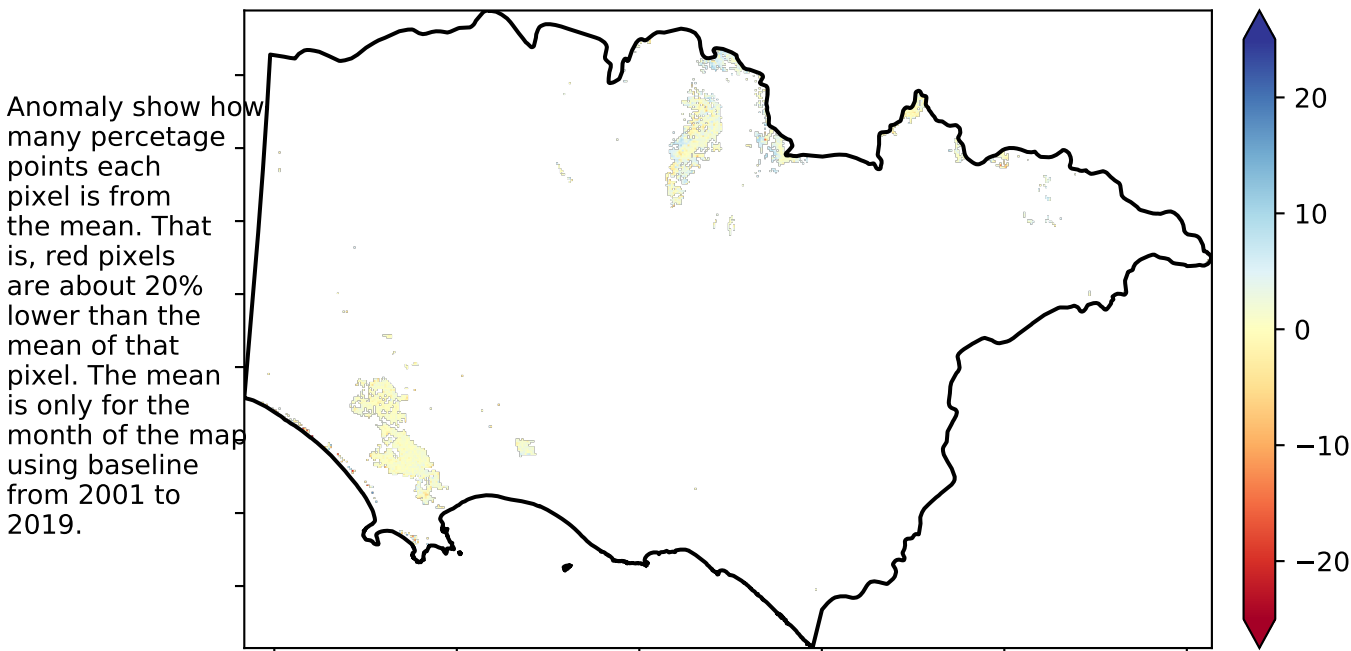 Anomaly show how
many percetage
points each
pixel is from
the mean. That
is, red pixels
are about 20%
lower than the
mean of that
pixel. The mean
is only for the
month of the map
using baseline
from 2001 to
2019.
20
10
0
−10
−20